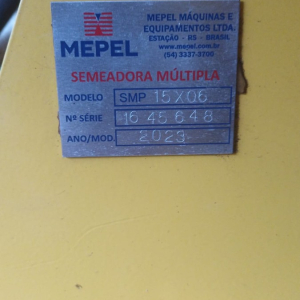 MEPEL
MEPEL MÁQUINAS E
EQUIPAMENTOS LTDA.
ESTAÇÃO - RS - BRASIL
www.mepel.com.br
(54) 3337-3700
SEMEADORA MÚLTIPLA
MODELO SMP 15X06
Nº SÉRIE 16 45 648
ANO/MOD. 2023